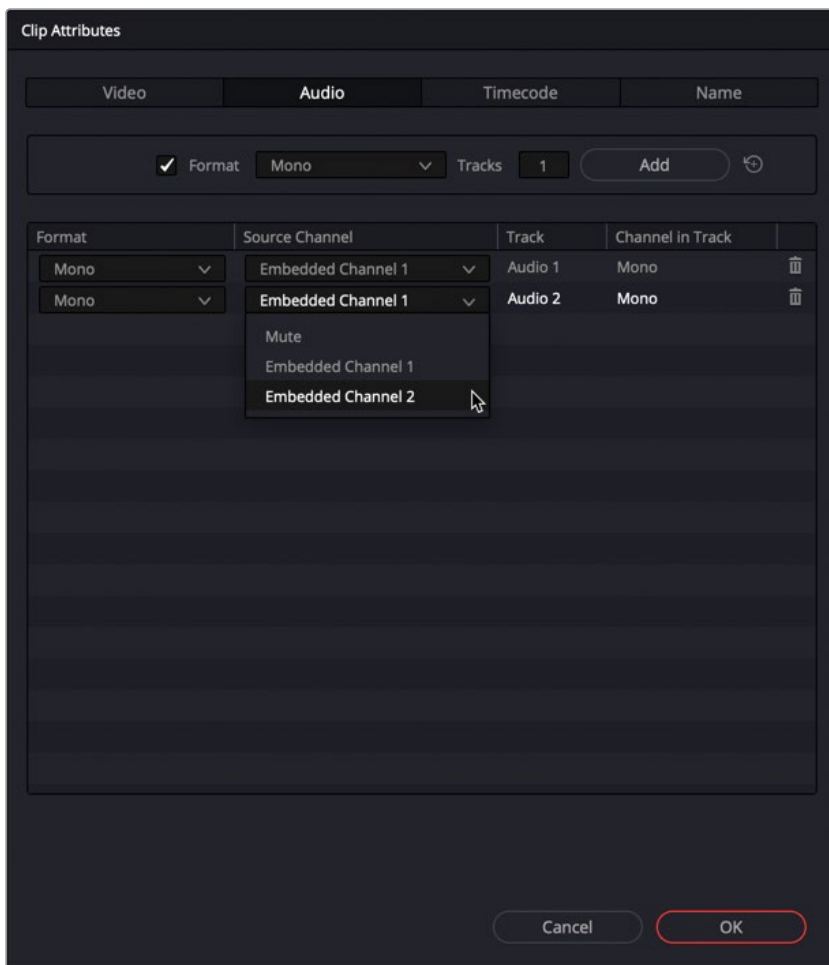 Clip Attributes
Video Audio Timecode Name
Format Mono Tracks 1 Add
Format Source Channel Track Channel in Track
Mono Embedded Channel 1 Audio 1 Mono
Mono Embedded Channel 1 Audio 2 Mono
Mute
Embedded Channel 1
Embedded Channel 2
Cancel OK